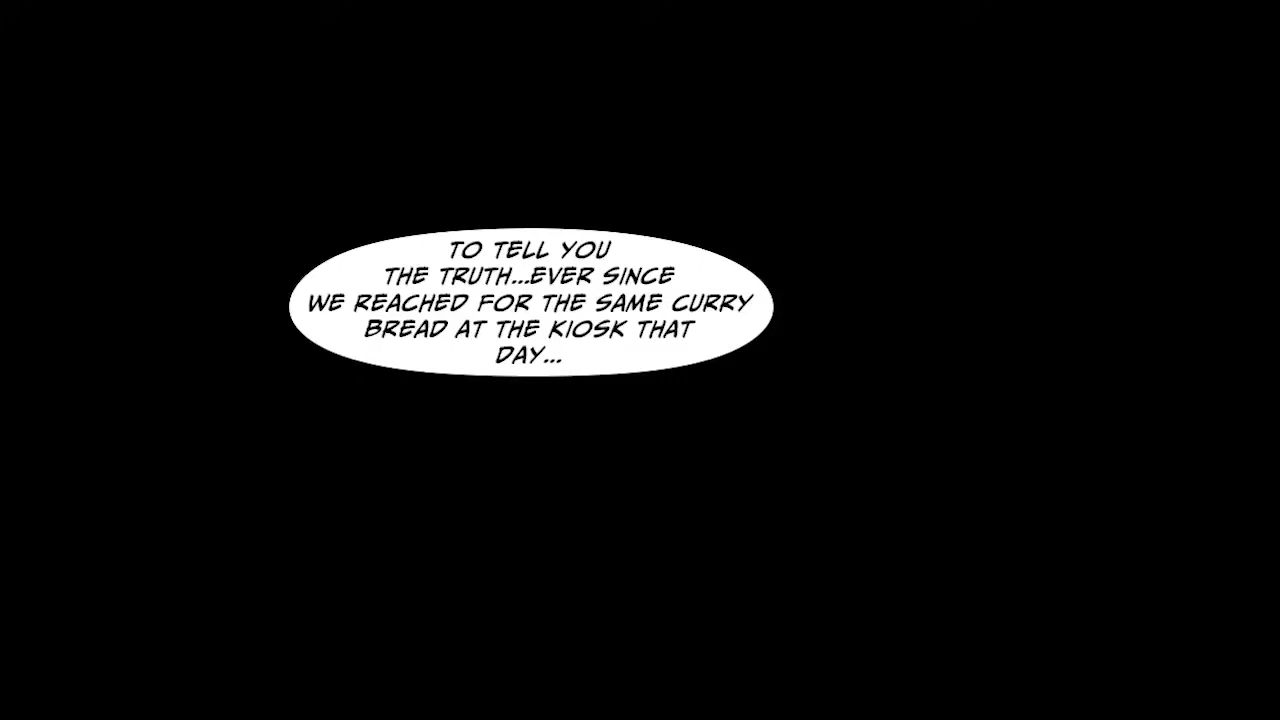 TO TELL YOU
THE TRUTH...EVER SINCE
WE REACHED FOR THE SAME CURRY
BREAD AT THE KIOSK THAT
DAY...